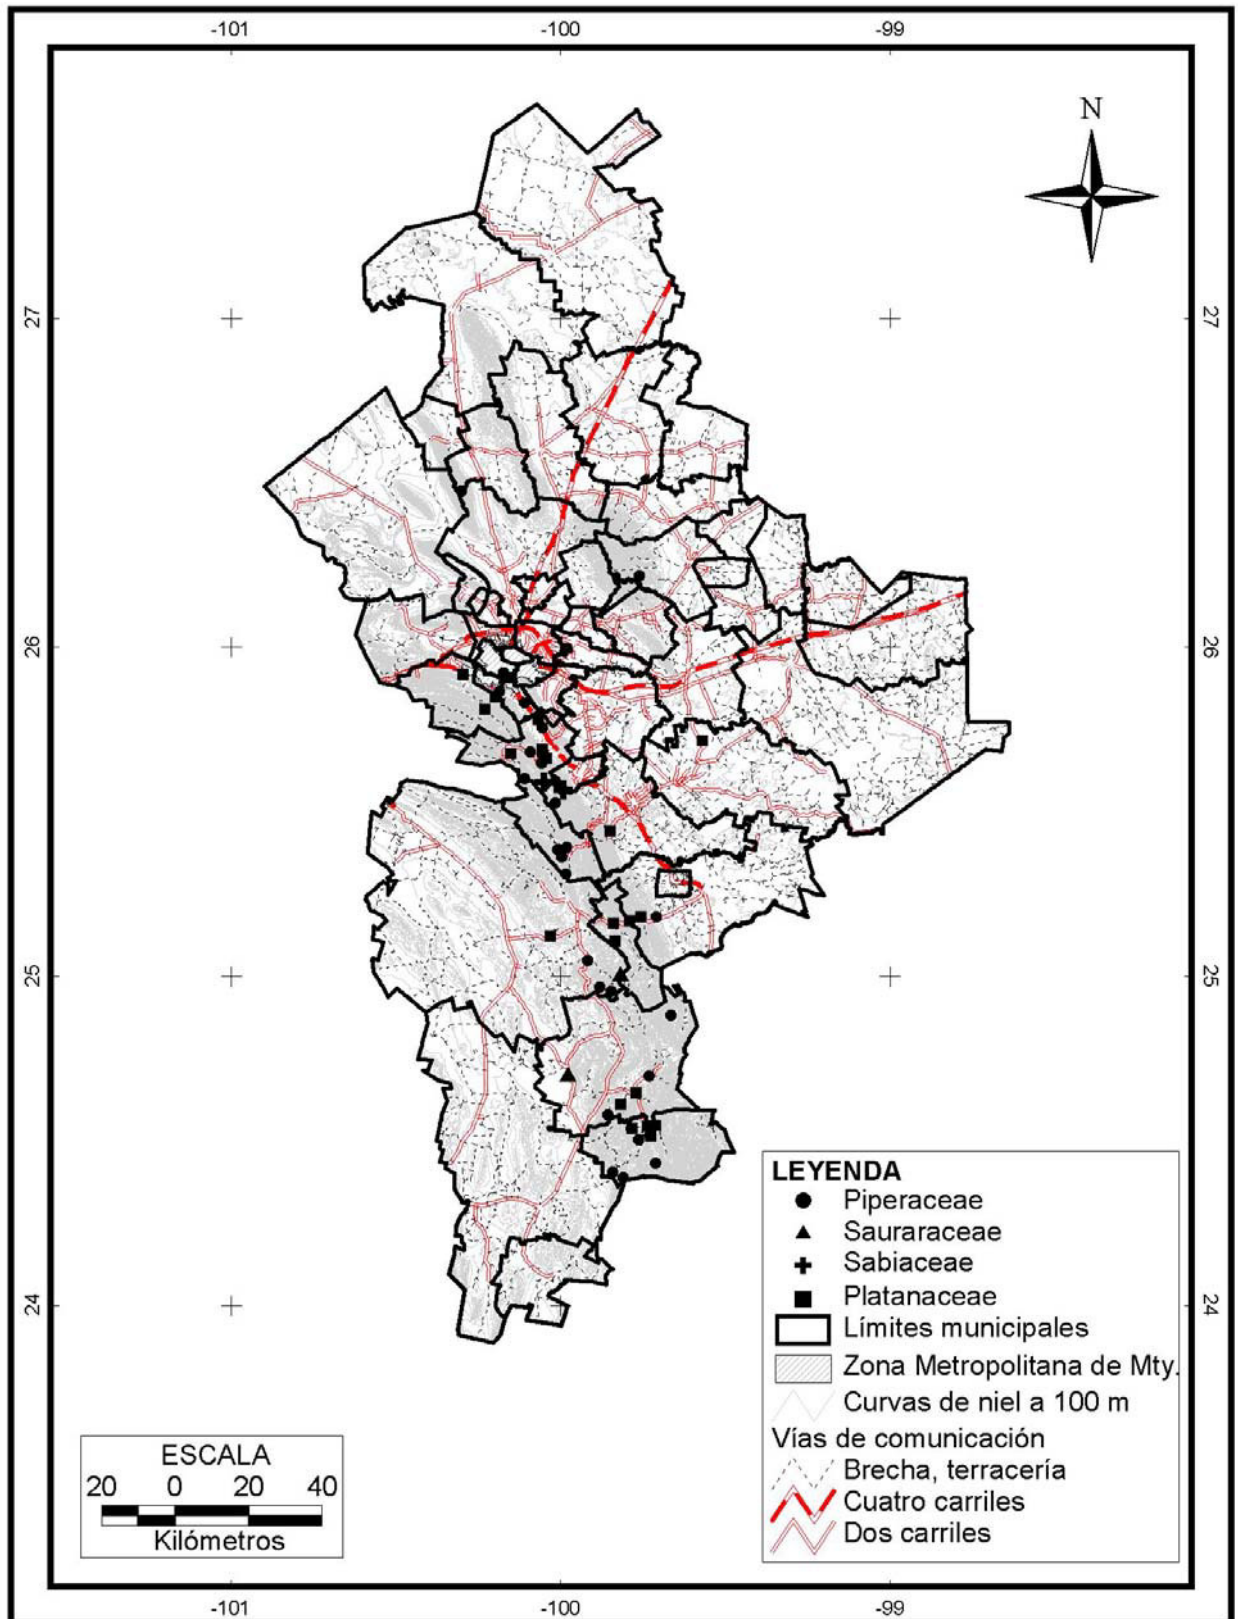 -101 -100 -99
N
27 27
26 26
25 25
24 24
LEYENDA
Piperaceae
Sauraraceae
Sabiaceae
Platanaceae
Límites municipales
Zona Metropolitana de Mty.
Curvas de niel a 100 m
Vías de comunicación
Brecha, terracería
Cuatro carriles
Dos carriles
ESCALA
20 0 20 40
Kilómetros
-101 -100 -99